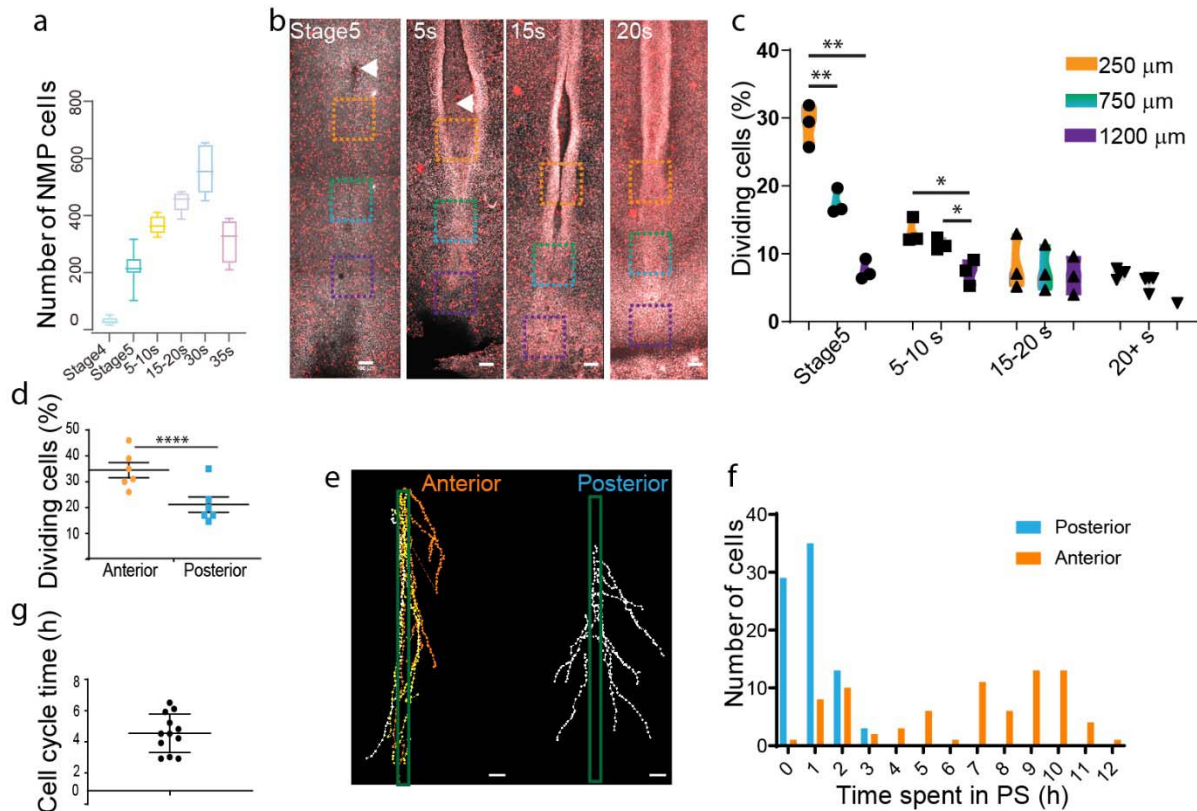 a
Number of NMP cells
800
600
400
200
0
Stage4
Stage5
5-10s
15-20s
30s
35s
b
Stage5
5s
15s
20s
c
Dividing cells (%)
40
30
20
10
0
250 μm
750 μm
1200 μm
**
**
*
*
Stage5
5-10 s
15-20 s
20+ s
d
Dividing cells (%)
50
40
30
20
10
****
Anterior
Posterior
e
Anterior
Posterior
f
Number of cells
40
30
20
10
0
Posterior
Anterior
0 1 2 3 4 5 6 7 8 9 10 11 12
Time spent in PS (h)
g
Cell cycle time (h)
8
6
4
2
0